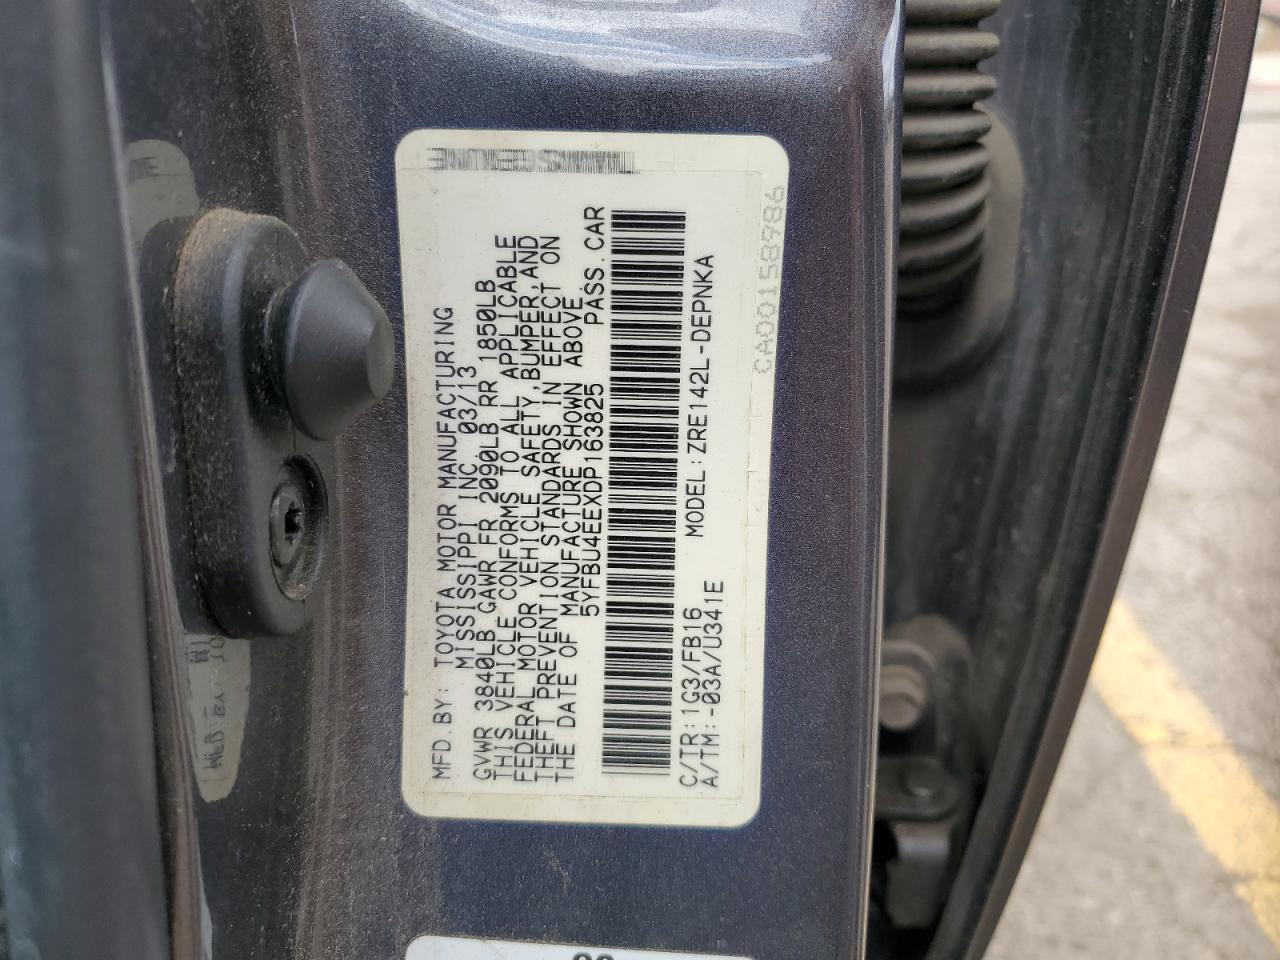 MFD.BY: TOYOTA MOTOR MANUFACTURING
MISSISSIPPI INC. 03/13
GVWR 3840LB GAWR FR 2090LB RR 1850LB
THIS VEHICLE CONFORMS TO ALL APPLICABLE
FEDERAL MOTOR VEHICLE SAFETY,BUMPER,AND
THEFT PREVENTION STANDARDS IN EFFECT ON
THE DATE OF MANUFACTURE SHOWN ABOVE.
5YFBU4EEXDP163825 PASS.CAR
C/TR:1G3/FB16 MODEL:ZRE142L-DEPNKA
A/TM:-03A/U341E
CA00158986